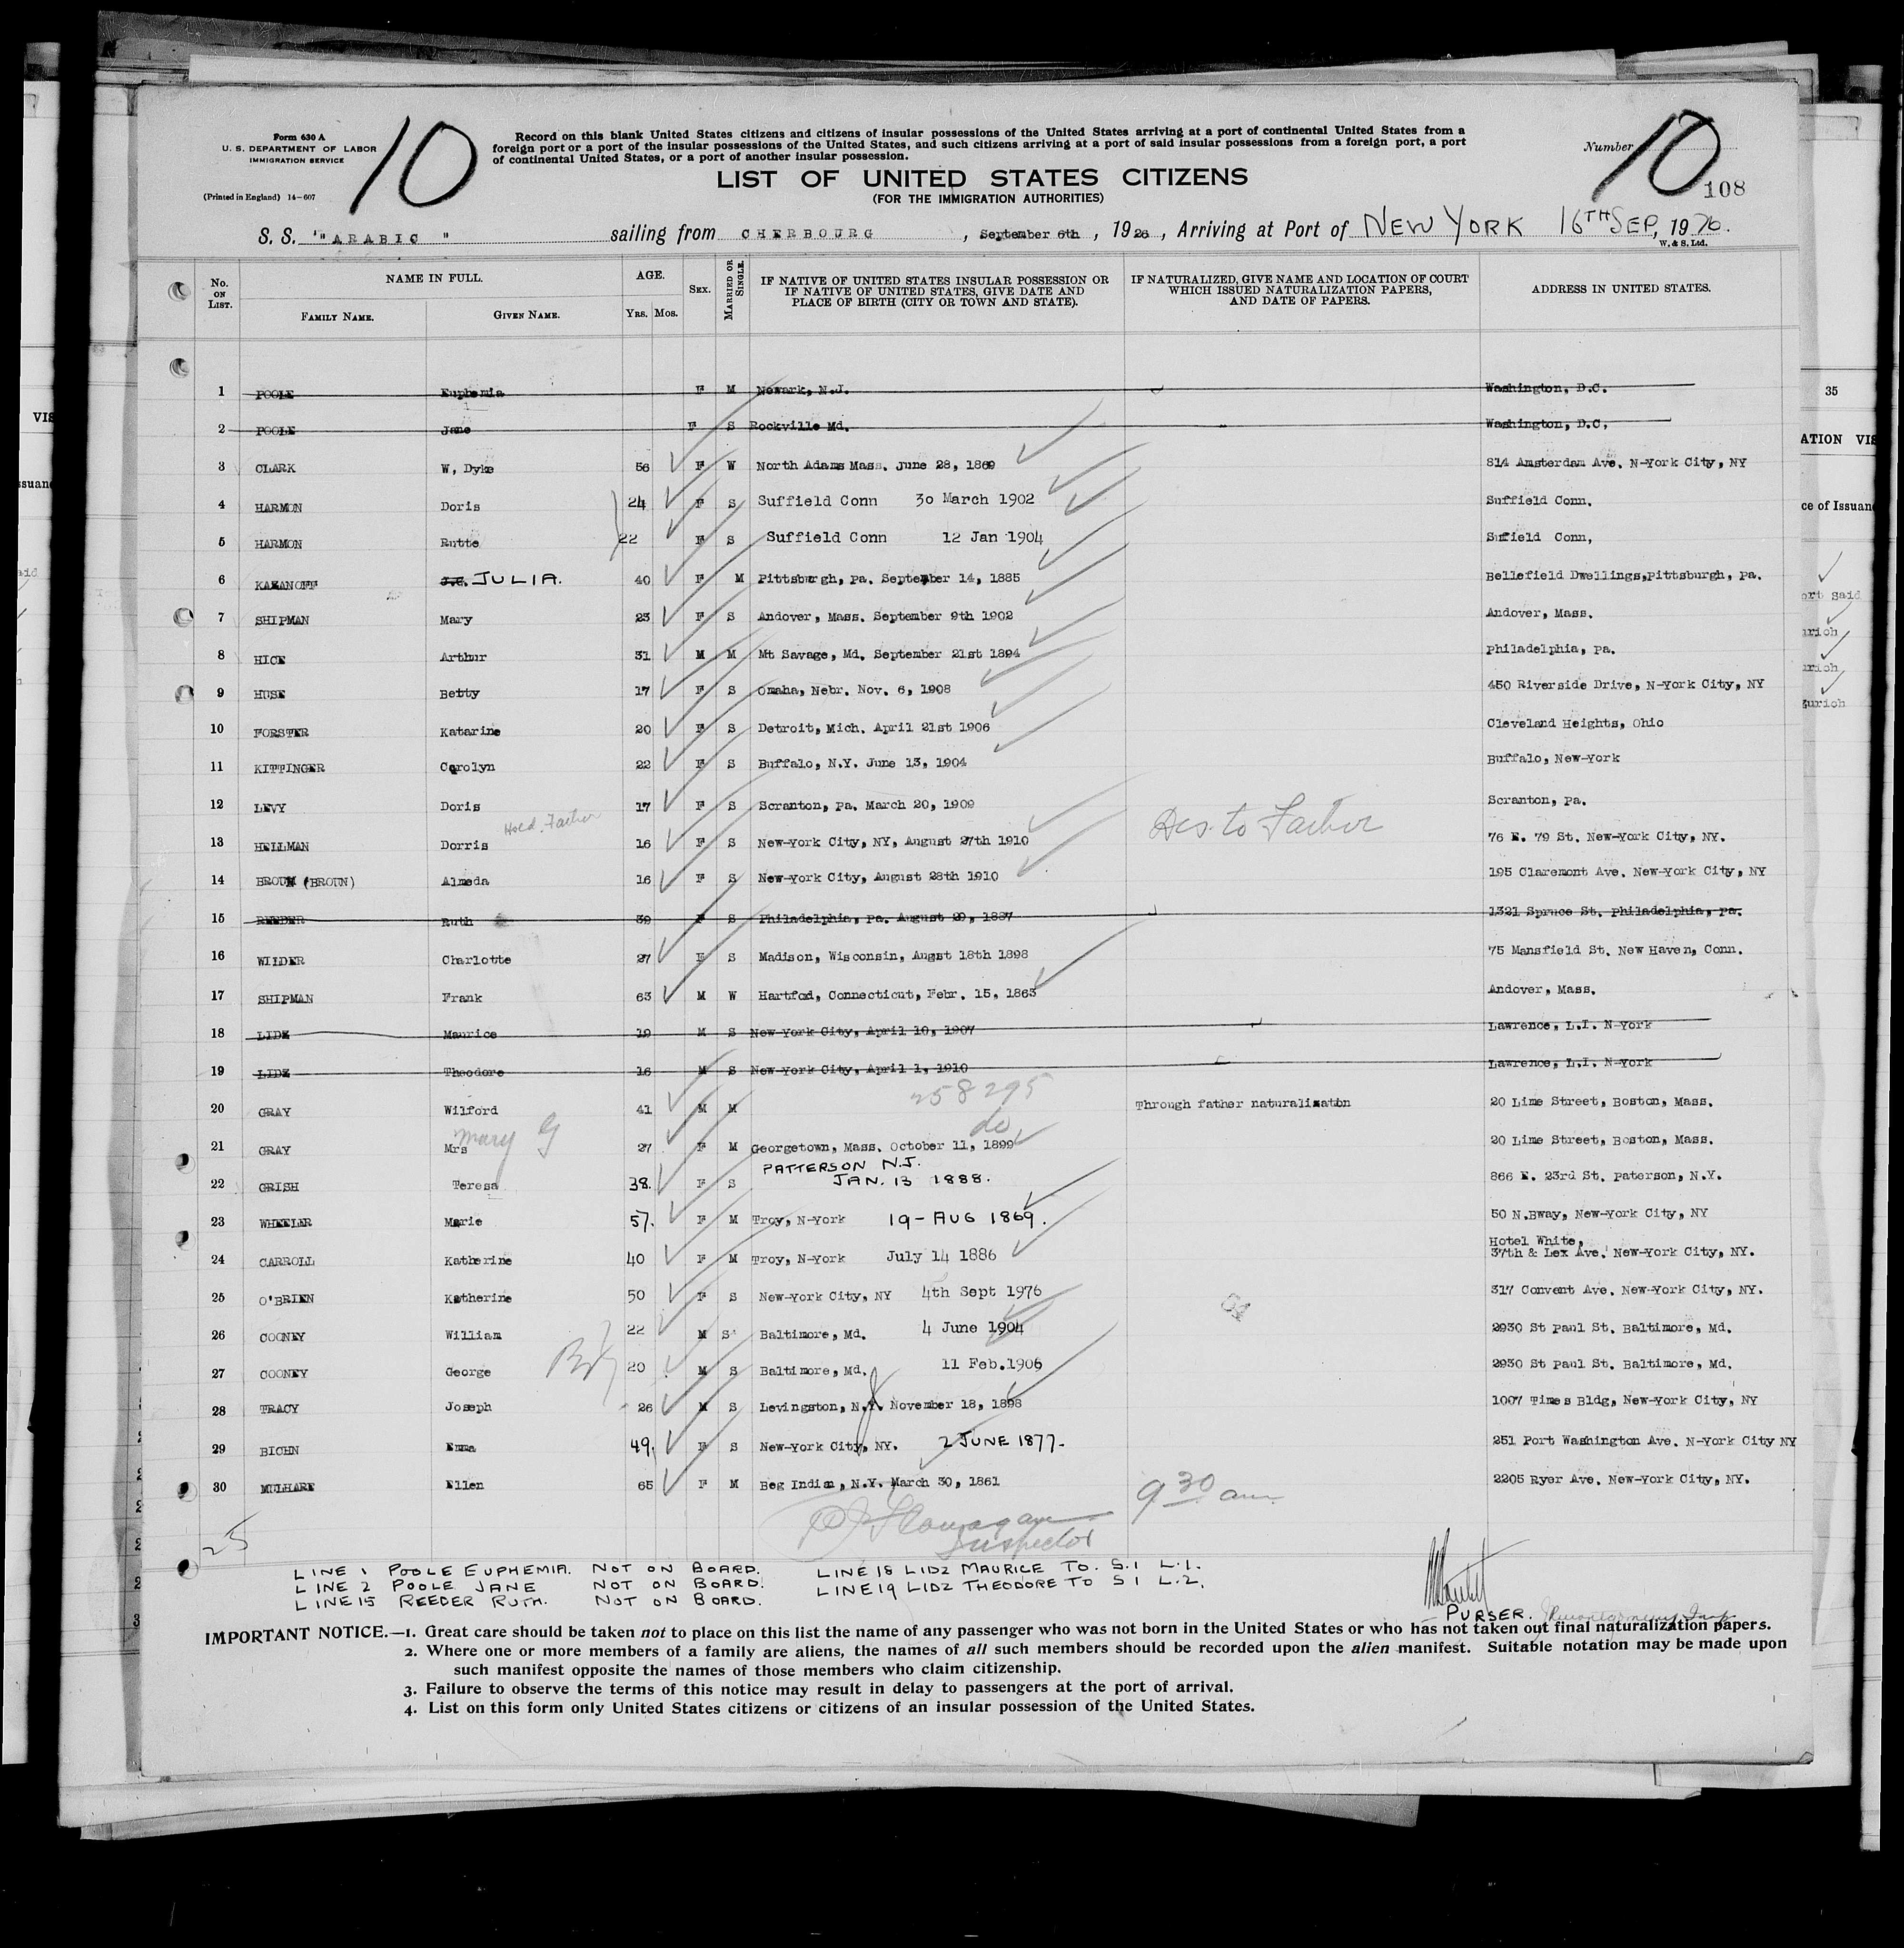 Form 630 A
U. S. DEPARTMENT OF LABOR
IMMIGRATION SERVICE
(Printed in England) 14-607
10
Record on this blank United States citizens and citizens of insular possessions of the United States arriving at a port of continental United States from a
foreign port or a port of the insular possessions of the United States, and such citizens arriving at a port of said insular possessions from a foreign port, a port
of continental United States, or a port of another insular possession.
LIST OF UNITED STATES CITIZENS
(FOR THE IMMIGRATION AUTHORITIES)
Number 10
108
S. S. "ARABIC" sailing from CHERBOURG, September 6th, 1926, Arriving at Port of NEW YORK 16TH SEP, 1926.
W. & S. Ltd.
No. ON LIST. NAME IN FULL. FAMILY NAME. GIVEN NAME. AGE. YRS. MOS. SEX. MARRIED OR SINGLE. IF NATIVE OF UNITED STATES INSULAR POSSESSION OR IF NATIVE OF UNITED STATES, GIVE DATE AND PLACE OF BIRTH (CITY OR TOWN AND STATE). IF NATURALIZED, GIVE NAME AND LOCATION OF COURT WHICH ISSUED NATURALIZATION PAPERS, AND DATE OF PAPERS. ADDRESS IN UNITED STATES.
1 POOLE Euphemia F M Newark, N.J. Washington, D.C.
2 POOLE Jane F S Rockville Md. Washington, D.C.
3 CLARK W. Dyke 56 F W North Adams Mass. June 28, 1869 814 Amsterdam Ave. N-York City, NY
4 HARMON Doris 24 F S Suffield Conn 30 March 1902 Suffield Conn.
5 HARMON Rutte 22 F S Suffield Conn 12 Jan 1904 Suffield Conn,
6 KAZANOFF J.C. JULIA. 40 F M Pittsburgh, Pa. September 14, 1885 Bellefield Dwellings,Pittsburgh, Pa.
7 SHIPMAN Mary 23 F S Andover, Mass. September 9th 1902 Andover, Mass.
8 HICE Arthur 31 M M Mt Savage, Md. September 21st 1894 Philadelphia, Pa.
9 HUSE Betty 17 F S Omaha, Nebr. Nov. 6, 1908 450 Riverside Drive, N-York City, NY
10 FORSTER Katarine 20 F S Detroit, Mich. April 21st 1906 Cleveland Heights, Ohio
11 KITTINGER Carolyn 22 F S Buffalo, N.Y. June 13, 1904 Buffalo, New-York
12 LEVY Doris 17 F S Scranton, Pa. March 20, 1909 Scranton, Pa.
Held. Father
13 HEILMAN Dorris 16 F S New-York City, NY, August 27th 1910 Dis. to Father 76 E. 79 St. New-York City, NY.
14 BROUN (BROUN) Almeda 16 F S New-York City, August 28th 1910 195 Claremont Ave. New-York City, NY
15 REEDER Ruth 39 F S Philadelphia, Pa. August 29, 1887 1321 Spruce St. Philadelphia, Pa.
16 WILDER Charlotte 27 F S Madison, Wisconsin, Augst 18th 1898 75 Mansfield St. New Haven, Conn.
17 SHIPMAN Frank 63 M W Hartfod, Connecticut, Febr. 15, 1863 Andover, Mass.
18 LIDZ Maurice 19 M S New-York City, April 10, 1907 Lawrence, L.I. N-York
19 LIDZ Theodore 16 M S New-York City, April 1, 1910 Lawrence, L.I. N-York
258295
20 GRAY Wilford 41 M M Through father naturalization 20 Lime Street, Boston, Mass.
Mary G do
21 GRAY Mrs 27 F M Georgetown, Mass. October 11, 1899 20 Lime Street, Boston, Mass.
22 GRISH Teresa 38. F S PATTERSON N.J. JAN. 13 1888. 866 E. 23rd St. Paterson, N.Y.
23 WHEELER Marie 57. F M Troy, N-York 19-AUG 1869. 50 N.Bway, New-York City, NY
24 CARROLL Katherine 40 F M Troy, N-York July 14 1886 Hotel White, 37th & Lex Ave. New-York City, NY.
25 O'BRIEN Katherine 50 F S New-York City, NY 4th Sept 1976 317 Convent Ave. New-York City, NY.
26 COONEY William 22 M S Baltimore, Md. 4 June 1904 2930 St Paul St. Baltimore, Md.
27 COONEY George 20 M S Baltimore, Md. 11 Feb.1906 2930 St Paul St. Baltimore, Md.
28 TRACY Joseph 26 M S Levingston, N.Y. November 18, 1898 1007 Times Bldg, New-York City, NY
29 BICHN Emma 49. F S New-York City, NY. 2 JUNE 1877. 251 Fort Washington Ave. N-York City NY
30 MULHARE Ellen 65 F M Beg Indian, N.Y. March 30, 1861 2205 Ryer Ave. New-York City, NY.
9 30 am
Flanagan
Inspector
25
LINE 1 POOLE EUPHEMIA. NOT ON BOARD. LINE 18 LIDZ MAURICE TO. S.I L.1.
LINE 2 POOLE JANE NOT ON BOARD. LINE 19 LIDZ THEODORE TO S I L.2.
LINE 15 REEDER RUTH. NOT ON BOARD.
PURSER.
IMPORTANT NOTICE.—1. Great care should be taken not to place on this list the name of any passenger who was not born in the United States or who has not taken out final naturalization papers.
2. Where one or more members of a family are aliens, the names of all such members should be recorded upon the alien manifest. Suitable notation may be made upon
such manifest opposite the names of those members who claim citizenship.
3. Failure to observe the terms of this notice may result in delay to passengers at the port of arrival.
4. List on this form only United States citizens or citizens of an insular possession of the United States.